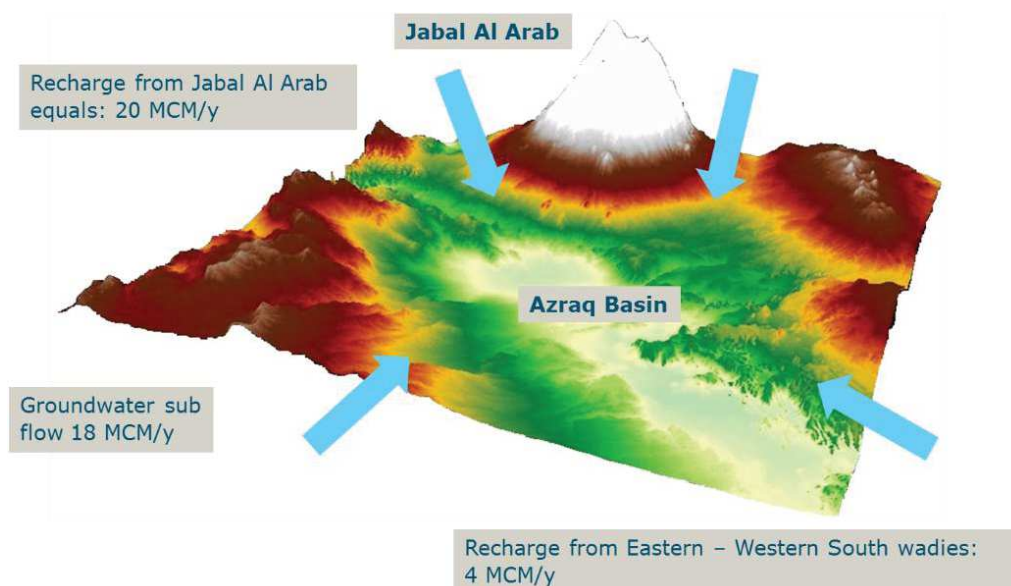 Jabal Al Arab
Recharge from Jabal Al Arab
equals: 20 MCM/y
Azraq Basin
Groundwater sub
flow 18 MCM/y
Recharge from Eastern – Western South wadies:
4 MCM/y